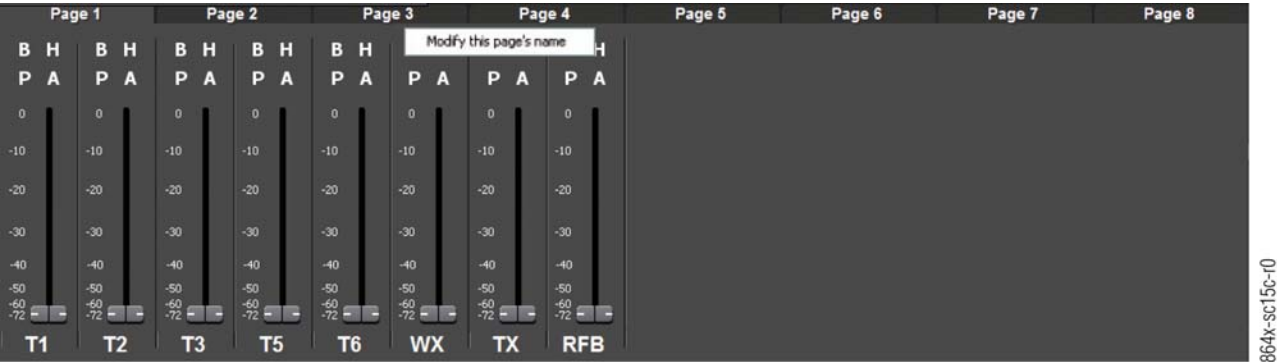 Page 1 Page 2 Page 3 Page 4 Page 5 Page 6 Page 7 Page 8
Modify this page's name
B H B H B H B H B H H
P A P A P A P A P A P A P A P A
0 0 0 0 0 0 0 0
-10 -10 -10 -10 -10 -10 -10 -10
-20 -20 -20 -20 -20 -20 -20 -20
-30 -30 -30 -30 -30 -30 -30 -30
-40 -40 -40 -40 -40 -40 -40 -40
-50 -50 -50 -50 -50 -50 -50 -50
-60 -60 -60 -60 -60 -60 -60 -60
-72 -72 -72 -72 -72 -72 -72 -72
T1 T2 T3 T5 T6 WX TX RFB
864x-sc15c-r0